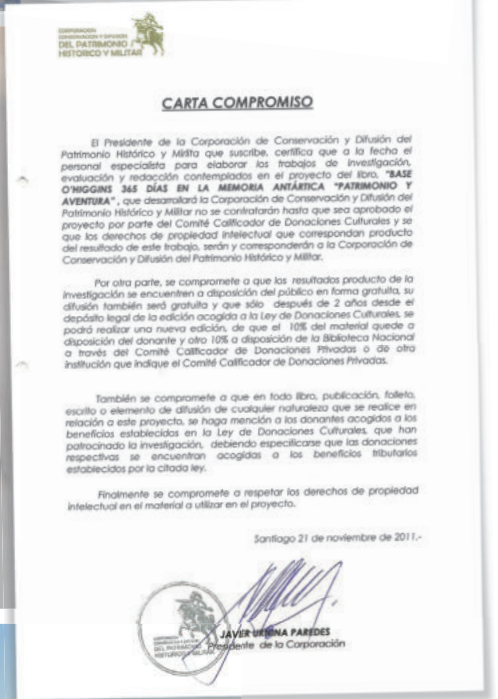 CORPORACION
CONSERVACION Y DIFUSION
DEL PATRIMONIO
HISTORICO Y MILITAR
CARTA COMPROMISO
El Presidente de la Corporación de Conservación y Difusión del
Patrimonio Histórico y Mirlita que suscribe, certifica que a la fecha el
personal especialista para elaborar los trabajos de investigación,
evaluación y redacción contemplados en el proyecto del libro, "BASE
O'HIGGINS 365 DÍAS EN LA MEMORIA ANTÁRTICA "PATRIMONIO Y
AVENTURA", que desarrollará la Corporación de Conservación y Difusión del
Patrimonio Histórico y Militar no se contratarán hasta que sea aprobado el
proyecto por parte del Comité Calificador de Donaciones Culturales y se
que los derechos de propiedad intelectual que correspondan producto
del resultado de este trabajo, serán y corresponderán a la Corporación de
Conservación y Difusión del Patrimonio Histórico y Militar.
Por otra parte, se compromete a que los resultados producto de la
investigación se encuentren a disposición del público en forma gratuita, su
difusión también será gratuita y que sólo después de 2 años desde el
depósito legal de la edición acogida a la Ley de Donaciones Culturales, se
podrá realizar una nueva edición, de que el 10% del material quede a
disposición del donante y otro 10% a disposición de la Biblioteca Nacional
a través del Comité Calificador de Donaciones Privadas o de otra
institución que indique el Comité Calificador de Donaciones Privadas.
También se compromete a que en todo libro, publicación, folleto,
escrito o elemento de difusión de cualquier naturaleza que se realice en
relación a este proyecto, se haga mención a los donantes acogidos a los
beneficios establecidos en la Ley de Donaciones Culturales, que han
patrocinado la investigación, debiendo especificarse que las donaciones
respectivas se encuentran acogidas a los beneficios tributarios
establecidos por la citada ley.
Finalmente se compromete a respetar los derechos de propiedad
intelectual en el material a utilizar en el proyecto.
Santiago 21 de noviembre de 2011.-
CORPORACION
CONSERVACION Y DIFUSION
DEL PATRIMONIO
HISTORICO Y MILITAR
JAVIER URBINA PAREDES
Presidente de la Corporación